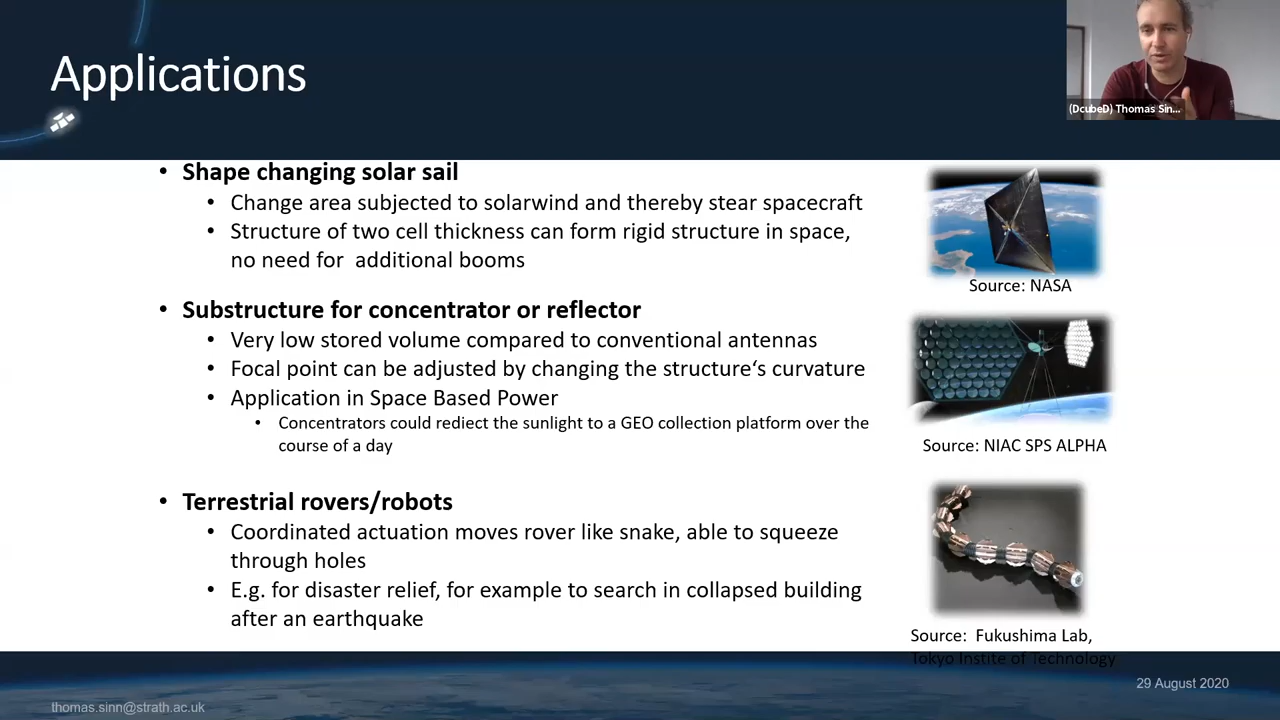 Applications
(DcubeD) Thomas Sin...
• Shape changing solar sail
• Change area subjected to solarwind and thereby stear spacecraft
• Structure of two cell thickness can form rigid structure in space,
no need for additional booms
Source: NASA
• Substructure for concentrator or reflector
• Very low stored volume compared to conventional antennas
• Focal point can be adjusted by changing the structure‘s curvature
• Application in Space Based Power
• Concentrators could rediect the sunlight to a GEO collection platform over the
course of a day
Source: NIAC SPS ALPHA
• Terrestrial rovers/robots
• Coordinated actuation moves rover like snake, able to squeeze
through holes
• E.g. for disaster relief, for example to search in collapsed building
after an earthquake
Source: Fukushima Lab,
Tokyo Instite of Technology
29 August 2020
thomas.sinn@strath.ac.uk